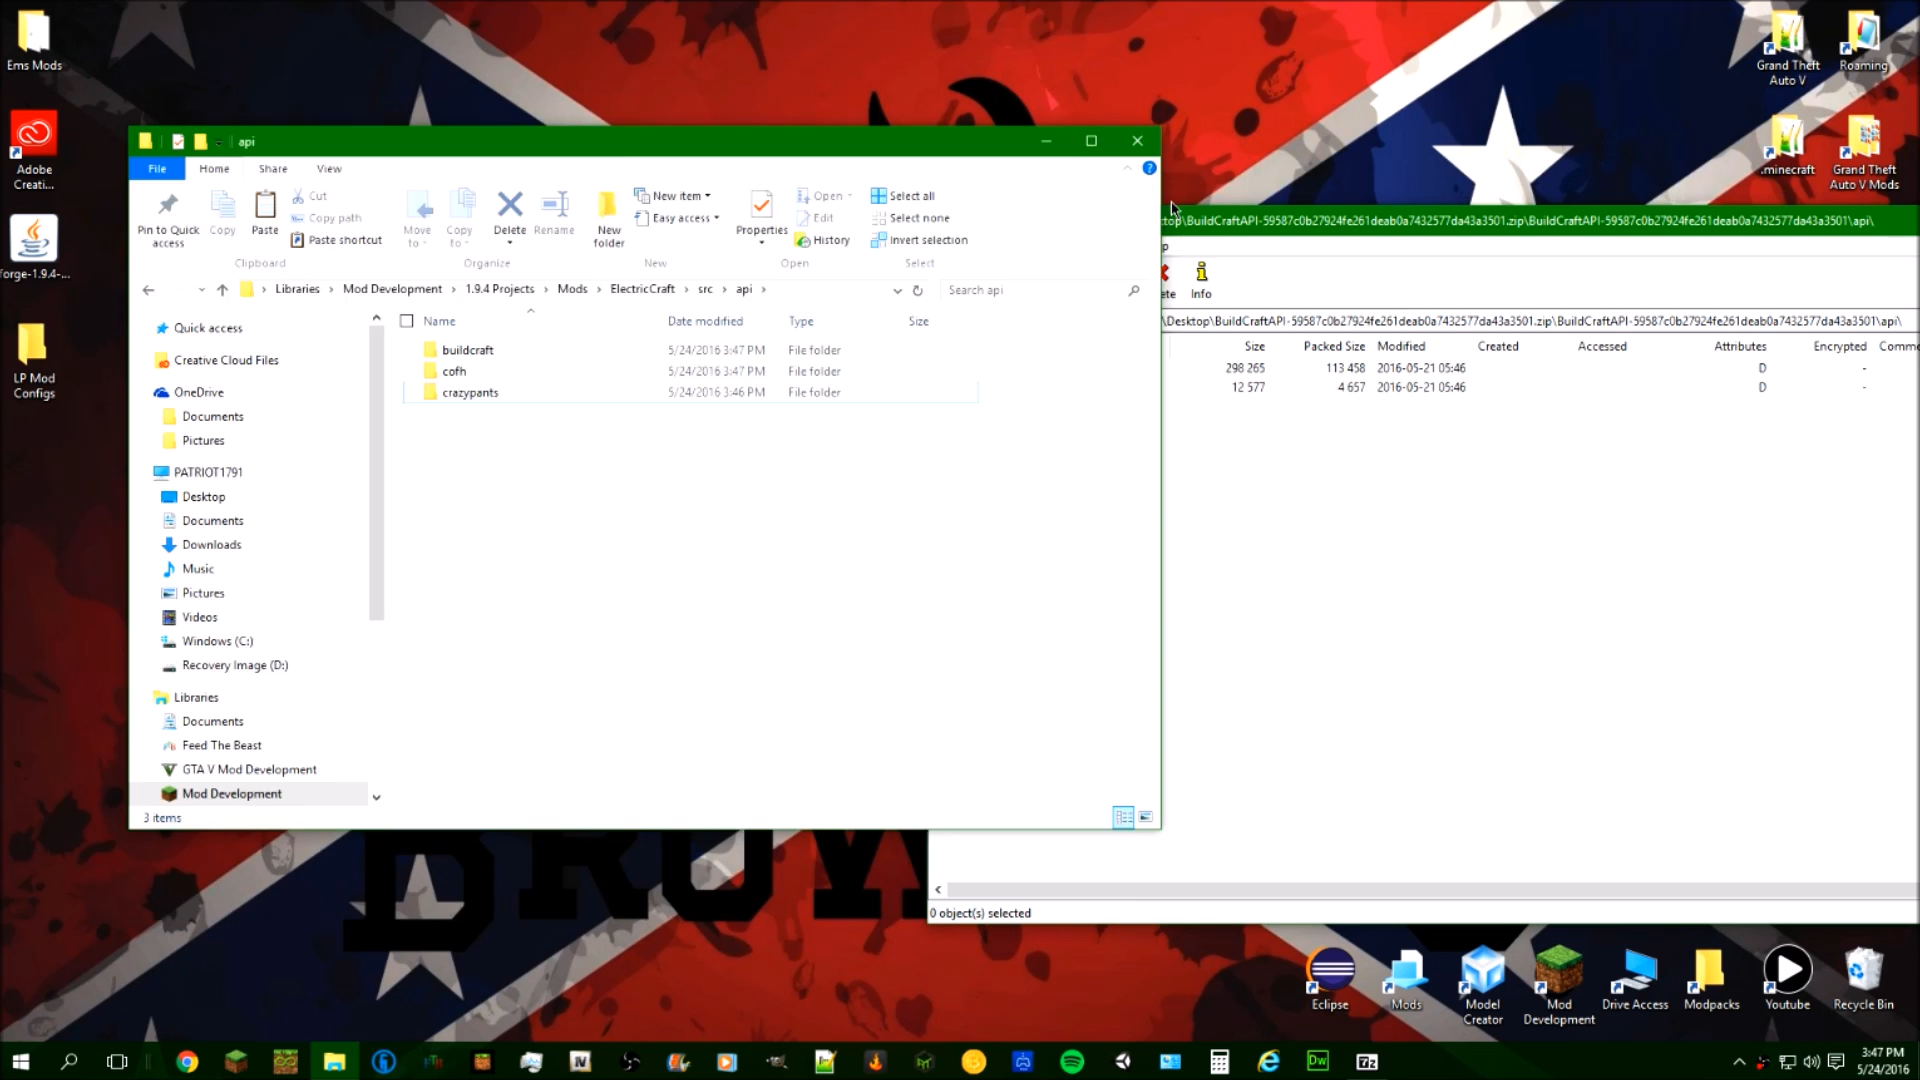 Ems Mods
Adobe
Creati...
forge-1.9.4-...
LP Mod
Configs
Grand Theft
Auto V
Roaming
.minecraft
Grand Theft
Auto V Mods
api
File
Home
Share
View
Pin to Quick
access
Copy
Paste
Cut
Copy path
Paste shortcut
Clipboard
Move
to
Copy
to
Delete
Rename
Organize
New
folder
New item
Easy access
New
Properties
Open
Edit
History
Open
Select all
Select none
Invert selection
Select
Libraries > Mod Development > 1.9.4 Projects > Mods > ElectricCraft > src > api >
Search api
Name
Date modified
Type
Size
buildcraft 5/24/2016 3:47 PM File folder
cofh 5/24/2016 3:47 PM File folder
crazypants 5/24/2016 3:46 PM File folder
Quick access
Creative Cloud Files
OneDrive
Documents
Pictures
PATRIOT1791
Desktop
Documents
Downloads
Music
Pictures
Videos
Windows (C:)
Recovery Image (D:)
Libraries
Documents
Feed The Beast
GTA V Mod Development
Mod Development
3 items
top\BuildCraftAPI-59587c0b27924fe261deab0a7432577da43a3501.zip\BuildCraftAPI-59587c0b27924fe261deab0a7432577da43a3501\api\
p
ete
Info
\Desktop\BuildCraftAPI-59587c0b27924fe261deab0a7432577da43a3501.zip\BuildCraftAPI-59587c0b27924fe261deab0a7432577da43a3501\api\
Size Packed Size Modified Created Accessed Attributes Encrypted Comme
298 265 113 458 2016-05-21 05:46 D -
12 577 4 657 2016-05-21 05:46 D -
0 object(s) selected
Eclipse
Mods
Model
Creator
Mod
Development
Drive Access
Modpacks
Youtube
Recycle Bin
IV
Dw
7z
3:47 PM
5/24/2016